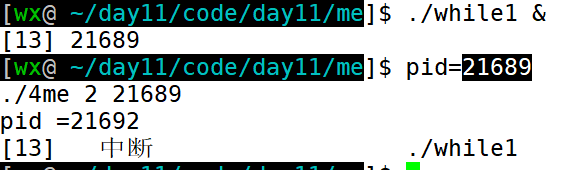 [wx@ ~/day11/code/day11/me]$ ./while1 &
[13] 21689
[wx@ ~/day11/code/day11/me]$ pid=21689
./4me 2 21689
pid =21692
[13]   中断                   ./while1